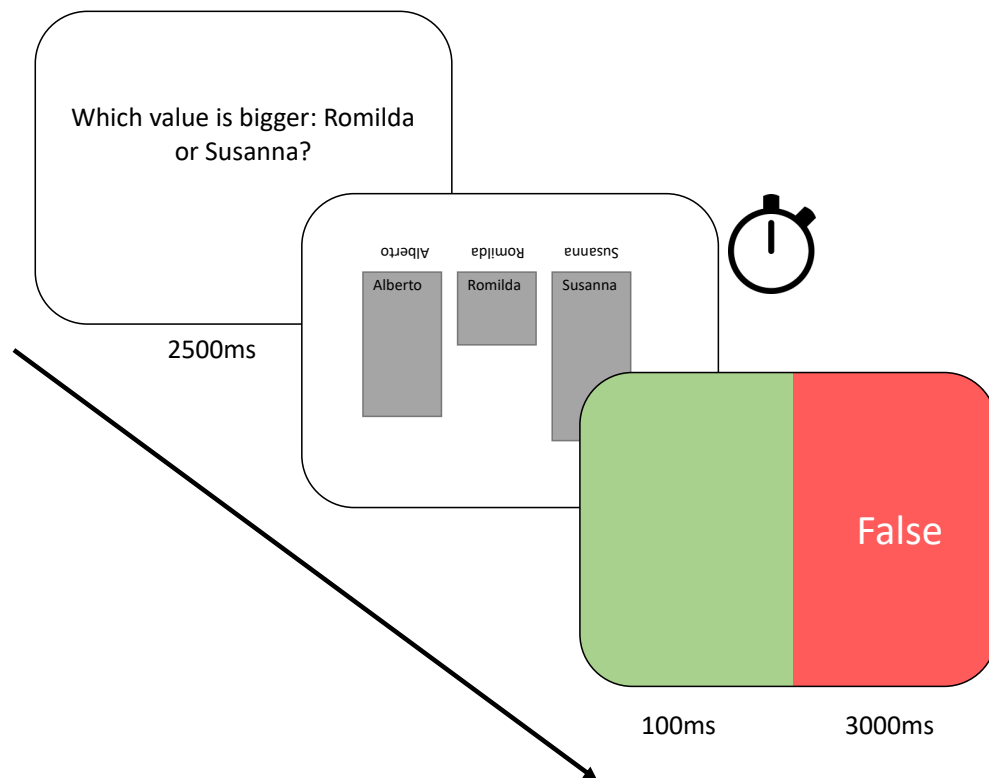 Which value is bigger: Romilda
or Susanna?
2500ms
Alberto Romilda Susanna
Alberto Romilda Susanna
False
100ms 3000ms